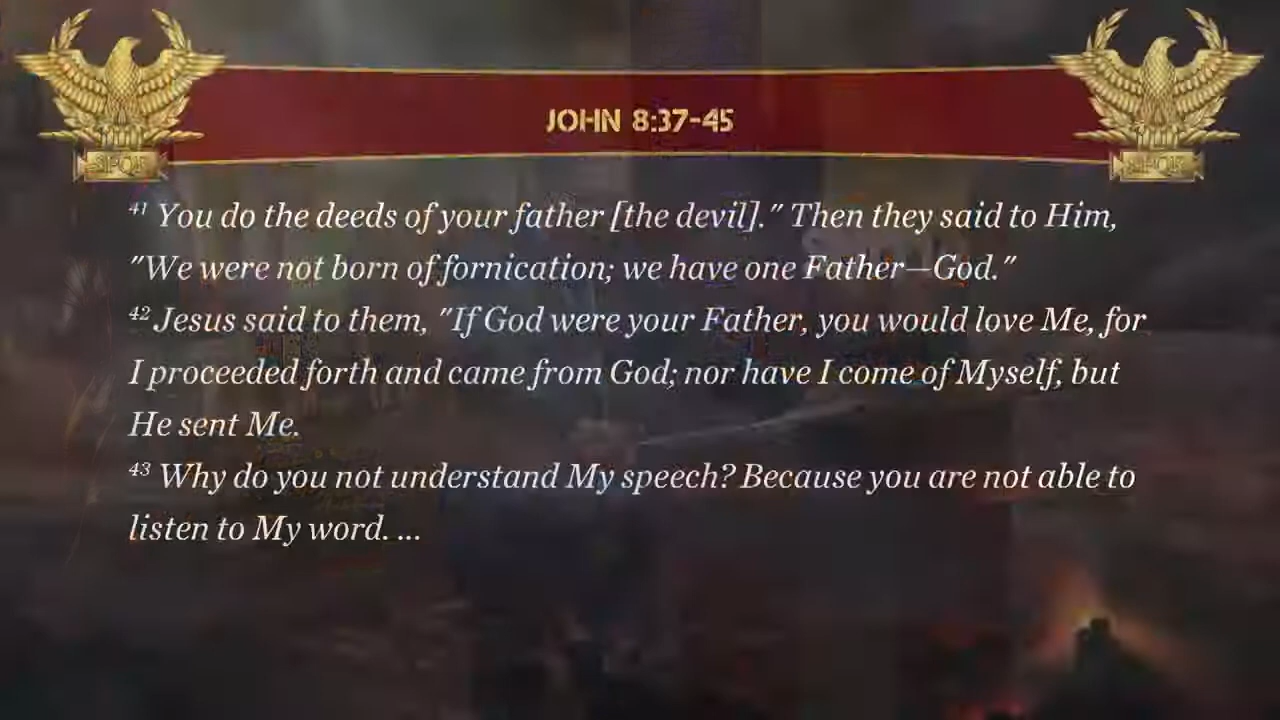 SPQR
SPQR
JOHN 8:37-45
⁴¹ You do the deeds of your father [the devil]." Then they said to Him,
"We were not born of fornication; we have one Father—God."
⁴² Jesus said to them, "If God were your Father, you would love Me, for
I proceeded forth and came from God; nor have I come of Myself, but
He sent Me.
⁴³ Why do you not understand My speech? Because you are not able to
listen to My word. ...